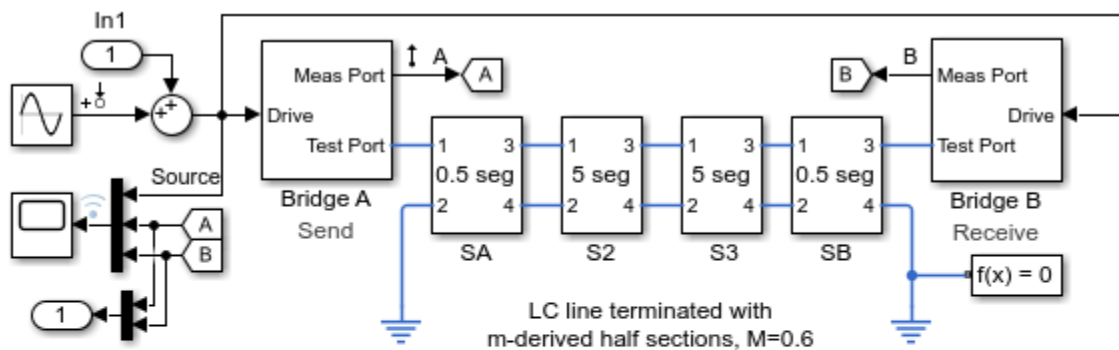 In1
1
A
A
B
B
Meas Port
Drive
Test Port
Bridge A
Send
Meas Port
Drive
Test Port
Bridge B
Receive
1 3
0.5 seg
2 4
SA
1 3
5 seg
2 4
S2
1 3
5 seg
2 4
S3
1 3
0.5 seg
2 4
SB
Source
A
B
1
f(x) = 0
LC line terminated with
m-derived half sections, M=0.6